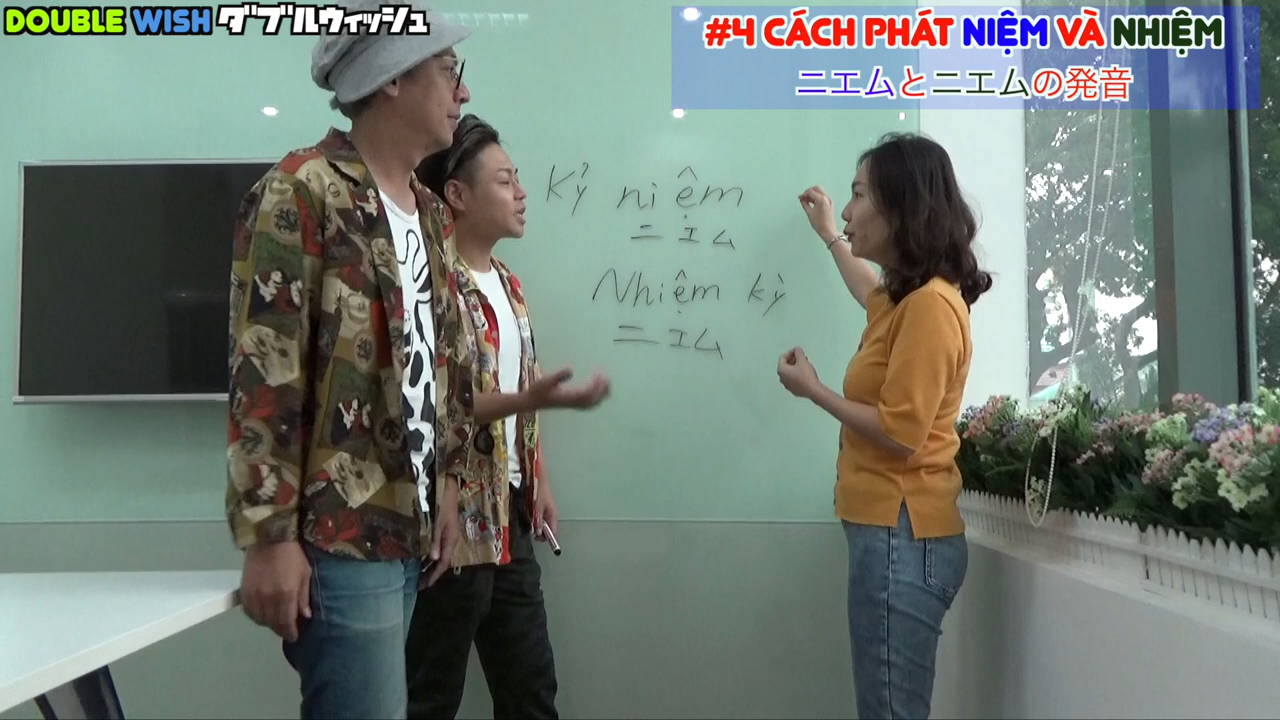 DOUBLE WISH ダブルウィッシュ
#4 CÁCH PHÁT NIỆM VÀ NHIỆM
ニエムとニエムの発音
Kỷ niệm
ニエム
Nhiệm kỳ
ニエム